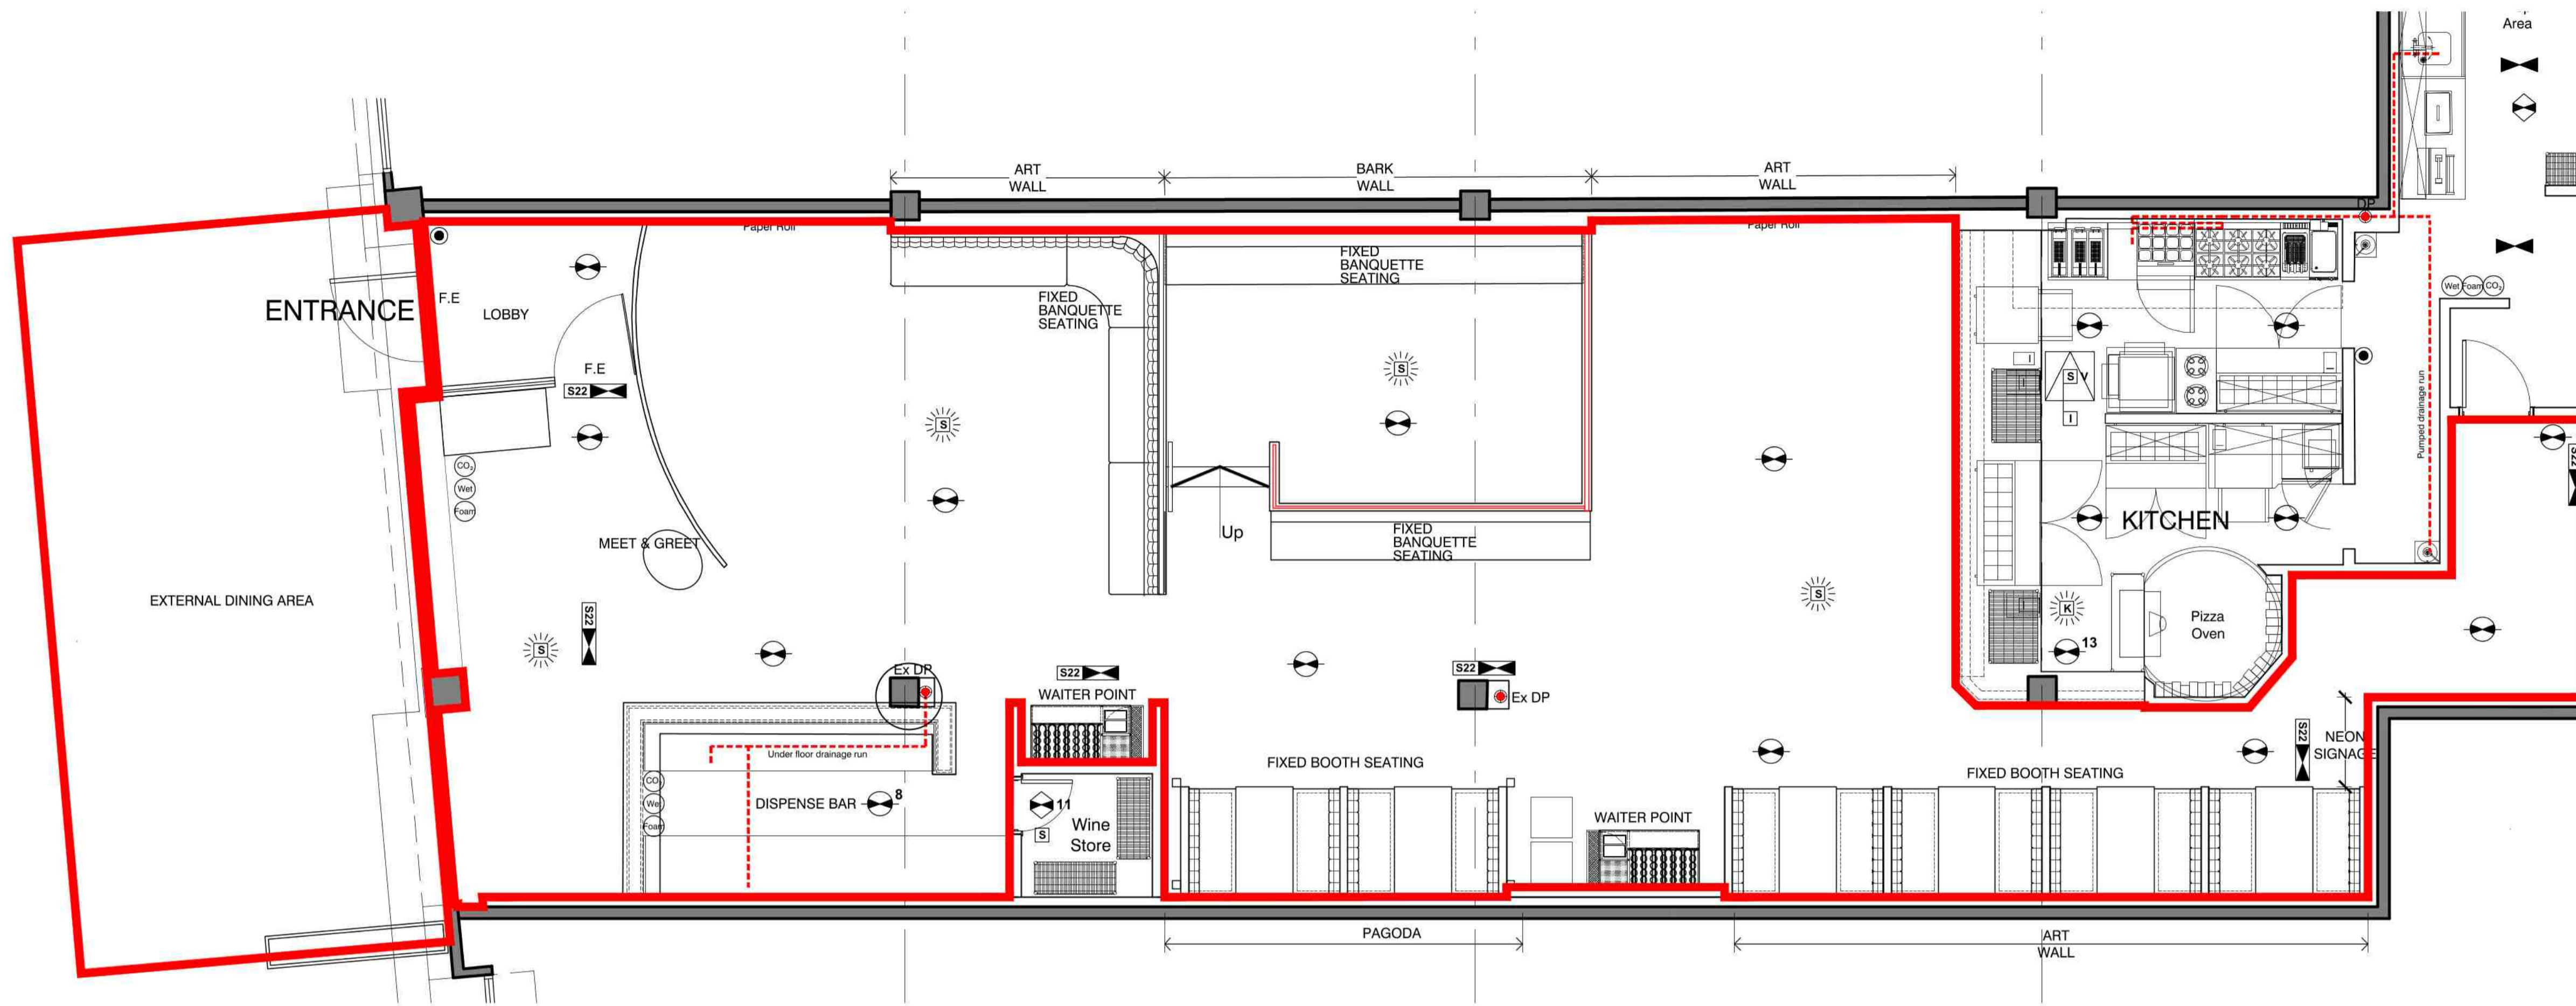 Area
ART
WALL
BARK
WALL
ART
WALL
DP
Paper Roll
Paper Roll
FIXED
BANQUETTE
SEATING
Wet
Foam
CO₂
F.E
ENTRANCE
LOBBY
FIXED
BANQUETTE
SEATING
F.E
S22
S
S
I
S
V
I
Pumped drainage run
S22
CO₂
Wet
Foam
Up
MEET & GREET
FIXED
BANQUETTE
SEATING
KITCHEN
EXTERNAL DINING AREA
S
K
Pizza
Oven
S22
S
13
Ex DP
S22
WAITER POINT
S22
Ex DP
Under floor drainage run
FIXED BOOTH SEATING
FIXED BOOTH SEATING
S22
NEON
SIGNAGE
CO₂
Wet
Foam
DISPENSE BAR
8
11
S
Wine
Store
WAITER POINT
PAGODA
ART
WALL